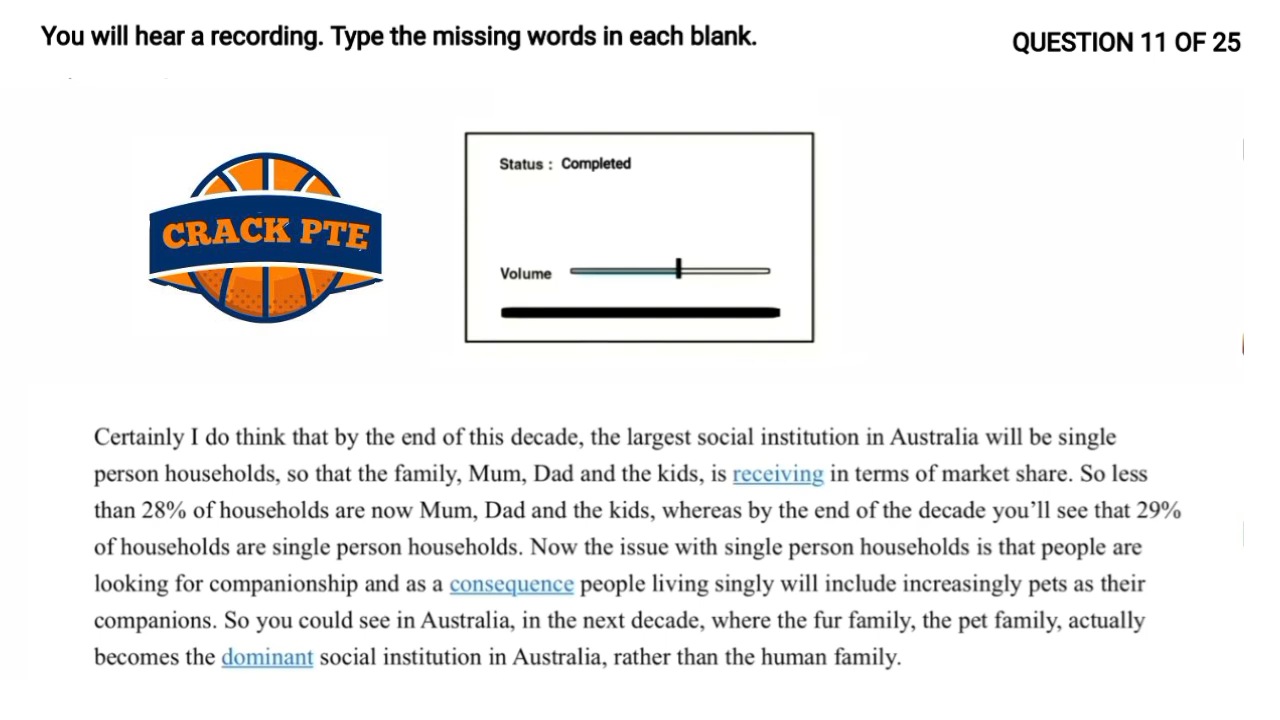 You will hear a recording. Type the missing words in each blank.
QUESTION 11 OF 25
Status : Completed
CRACK PTE
Volume
Certainly I do think that by the end of this decade, the largest social institution in Australia will be single
person households, so that the family, Mum, Dad and the kids, is receiving in terms of market share. So less
than 28% of households are now Mum, Dad and the kids, whereas by the end of the decade you’ll see that 29%
of households are single person households. Now the issue with single person households is that people are
looking for companionship and as a consequence people living singly will include increasingly pets as their
companions. So you could see in Australia, in the next decade, where the fur family, the pet family, actually
becomes the dominant social institution in Australia, rather than the human family.